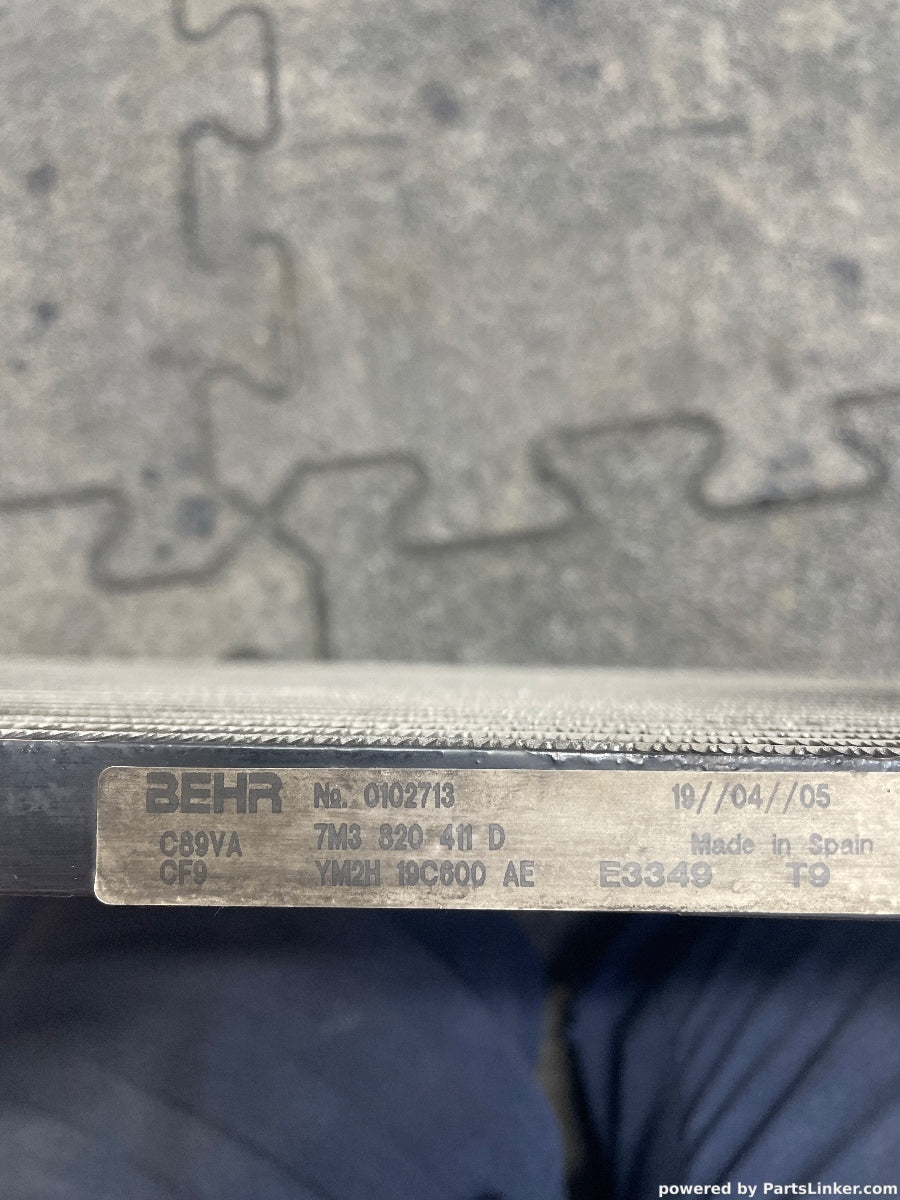 BEHR No. 0102713 19//04//05
C89VA 7M3 820 411 D Made in Spain
CF9 YM2H 19C600 AE E3349 T9
powered by PartsLinker.com